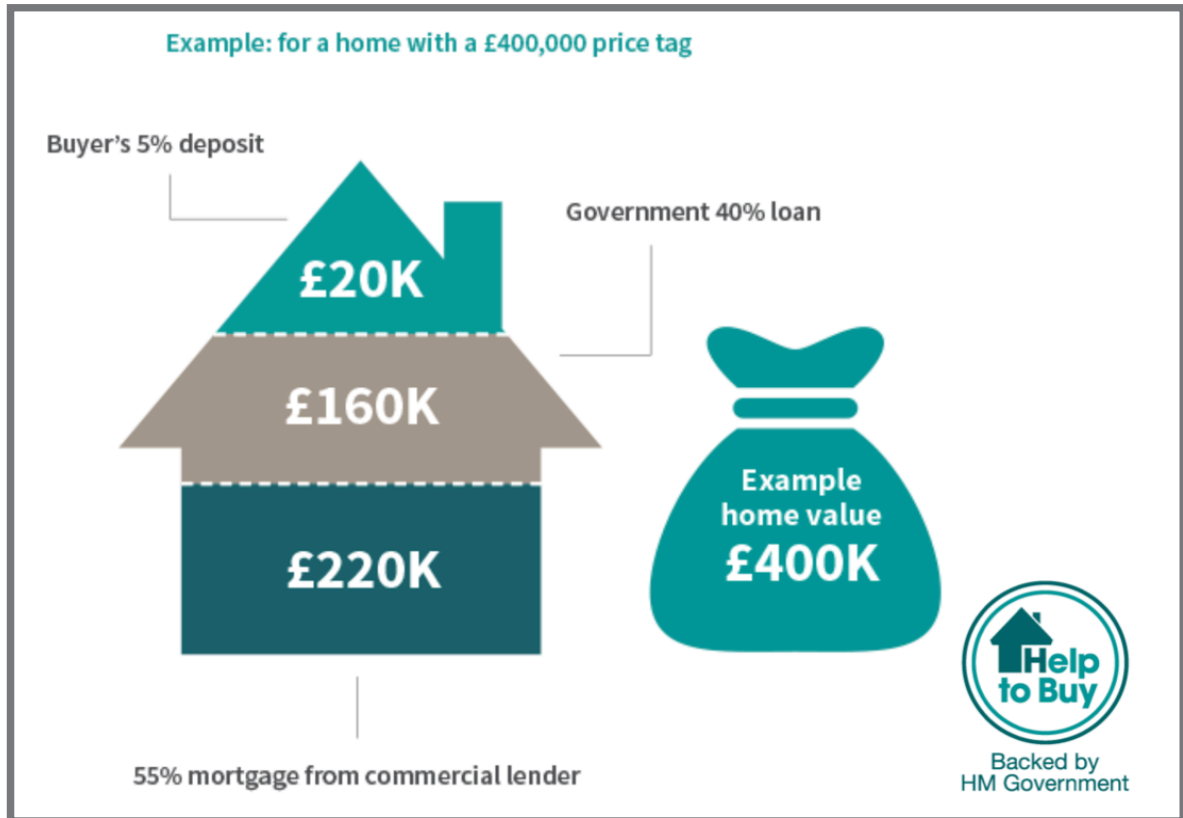 Example: for a home with a £400,000 price tag
Buyer’s 5% deposit
Government 40% loan
£20K
£160K
£220K
Example
home value
£400K
55% mortgage from commercial lender
Help
to Buy
Backed by
HM Government